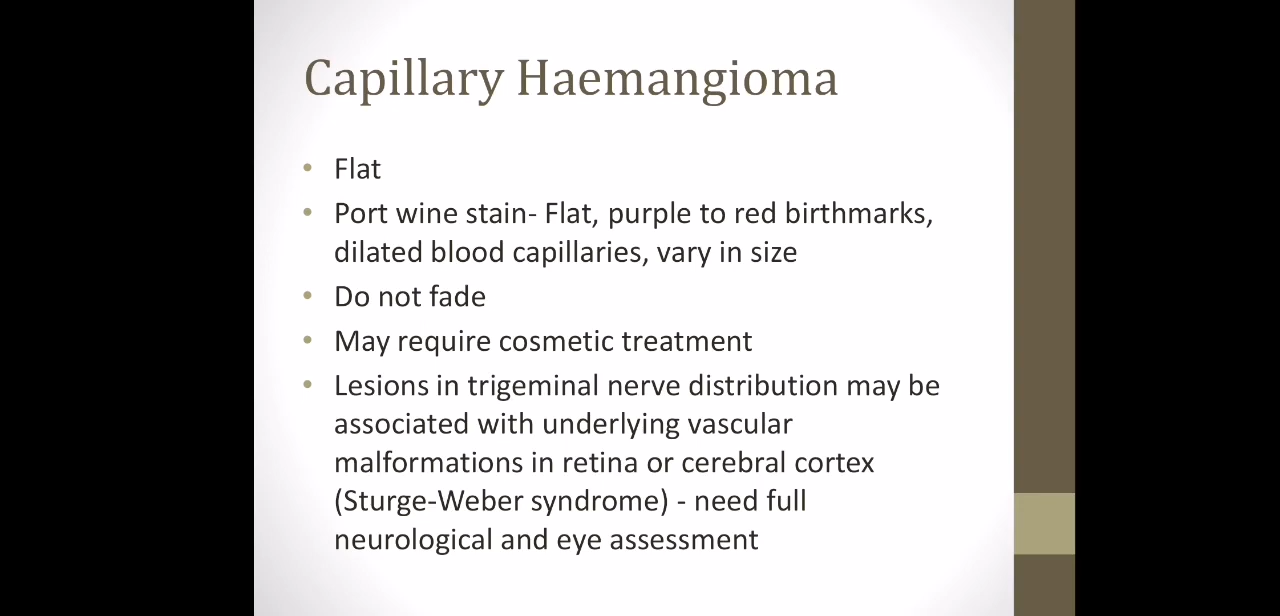 Capillary Haemangioma
• Flat
• Port wine stain- Flat, purple to red birthmarks,
dilated blood capillaries, vary in size
• Do not fade
• May require cosmetic treatment
• Lesions in trigeminal nerve distribution may be
associated with underlying vascular
malformations in retina or cerebral cortex
(Sturge-Weber syndrome) - need full
neurological and eye assessment